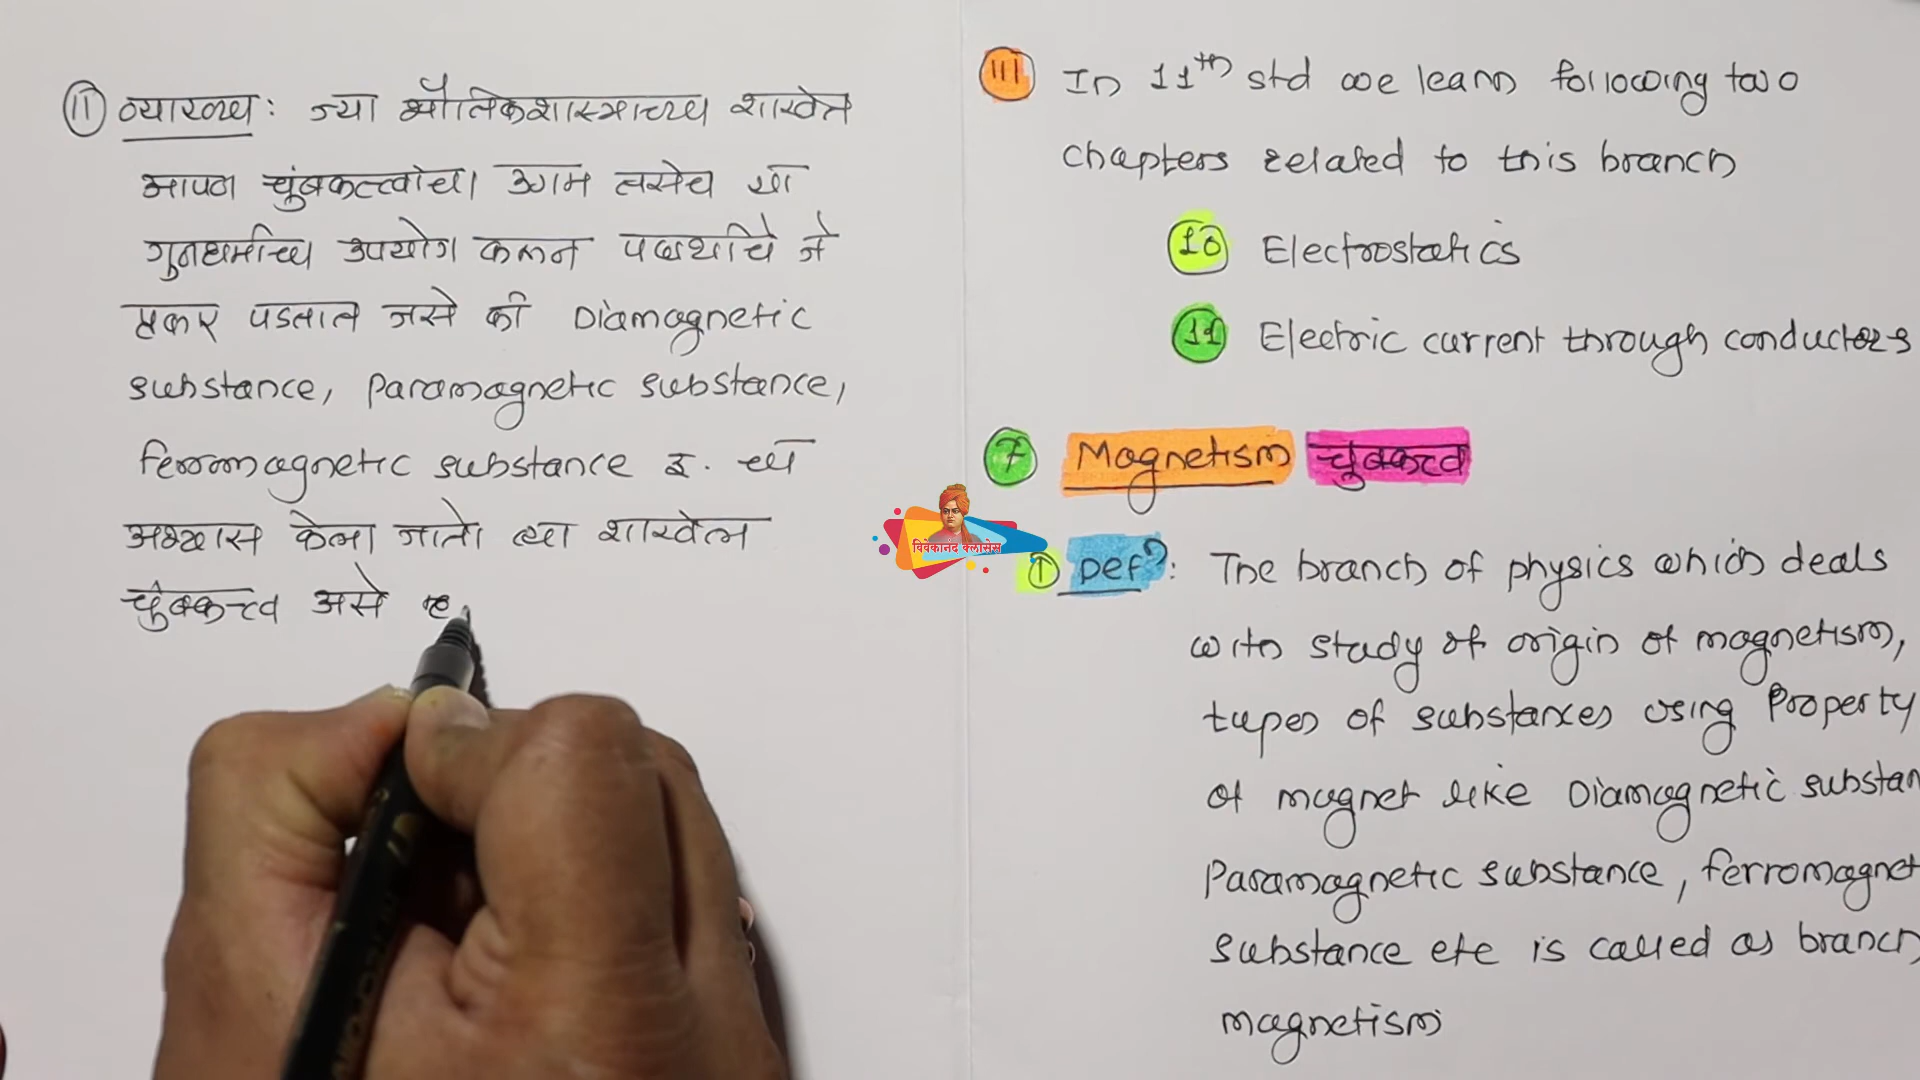 II व्याख्या : ज्या भौतिकशास्त्राच्या शाखेत
आपण चुंबकत्वाचा उगम तसेच या
गुनधर्माचा उपयोग करून पदार्थाचे जे
प्रकार पडतात जसे की Diamagnetic
substance, paramagnetic substance,
ferromagnetic substance इ. चा
अभ्यास केला जातो त्या शाखेला
चुंबकत्व असे
III In 11th std we learn following two
chapters related to this branch
10 Electrostatics
11 Electric current through conductors
7 Magnetism चुंबकत्व
विवेकानंद क्लासेस
I Defn: The branch of physics which deals
with study of origin of magnetism,
types of substances using Property
of magnet like Diamagnetic substan
Paramagnetic substance, ferromagnet
substance etc is called as branch
magnetism